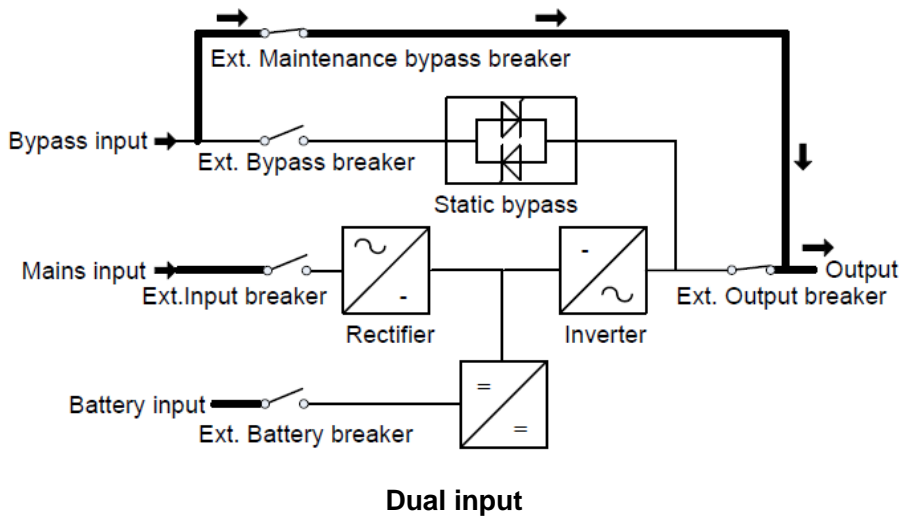 Ext. Maintenance bypass breaker
Bypass input
Ext. Bypass breaker
Static bypass
Mains input
Ext.Input breaker
-
Rectifier
-
Inverter
Output
Ext. Output breaker
Battery input
Ext. Battery breaker
=
=
Dual input